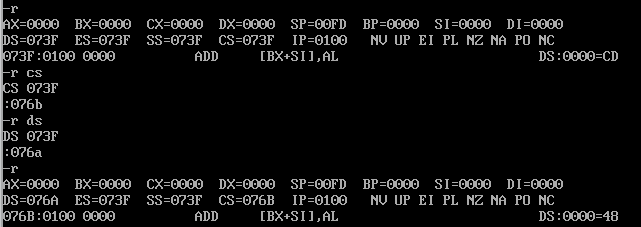 -r
AX=0000 BX=0000 CX=0000 DX=0000 SP=00FD BP=0000 SI=0000 DI=0000
DS=073F ES=073F SS=073F CS=073F IP=0100 NV UP EI PL NZ NA PO NC
073F:0100 0000 ADD [BX+SI],AL DS:0000=CD
-r cs
CS 073F
:076b
-r ds
DS 073F
:076a
-r
AX=0000 BX=0000 CX=0000 DX=0000 SP=00FD BP=0000 SI=0000 DI=0000
DS=076A ES=073F SS=073F CS=076B IP=0100 NV UP EI PL NZ NA PO NC
076B:0100 0000 ADD [BX+SI],AL DS:0000=48